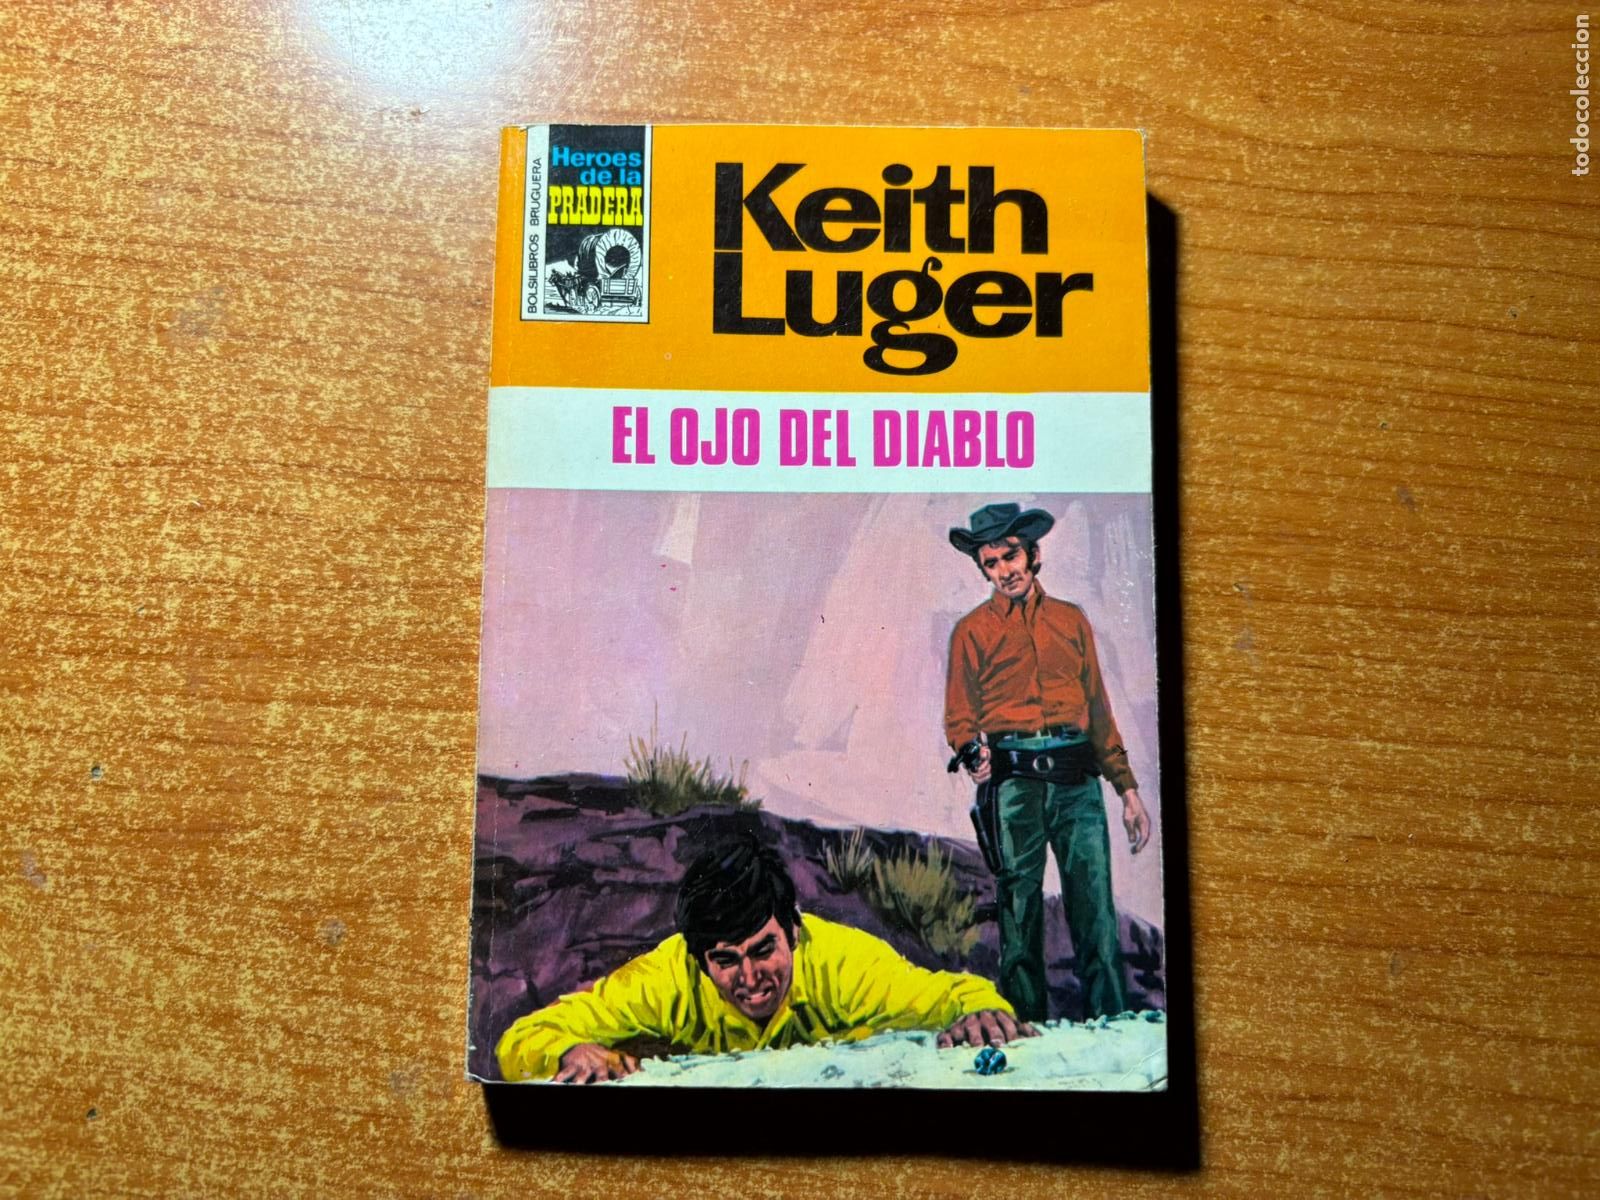 BOLSILIBROS BRUGUERA
Heroes
de la
PRADERA
Keith
Luger
EL OJO DEL DIABLO
todocoleccion